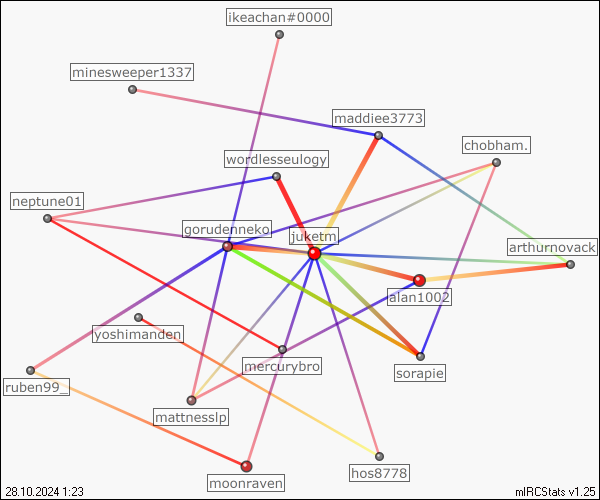 ikeachan#0000
minesweeper1337
maddiee3773
chobham.
wordlesseulogy
neptune01
gorudenneko
juketm
arthurnovack
alan1002
yoshimanden
mercurybro
sorapie
ruben99_
mattnesslp
moonraven
hos8778
28.10.2024 1:23
mIRCStats v1.25